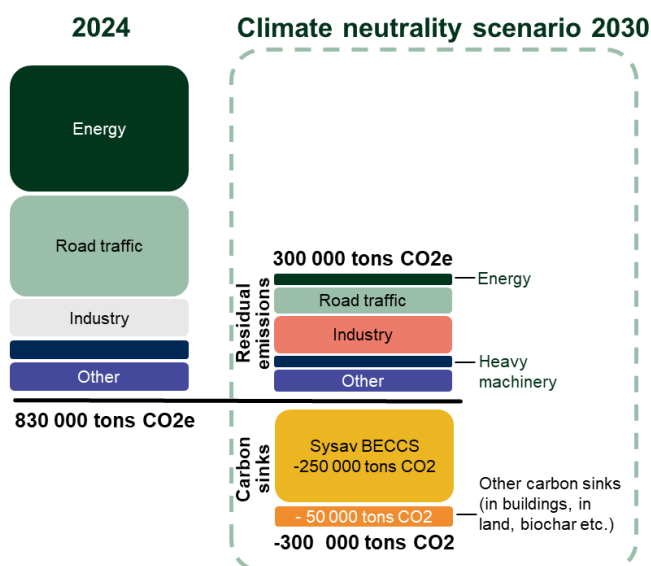 2024
Energy
Road traffic
Industry
Other
830 000 tons CO2e
Climate neutrality scenario 2030
300 000 tons CO2e
Residual
emissions
Energy
Road traffic
Industry
Heavy
machinery
Other
Carbon
sinks
Sysav BECCS
-250 000 tons CO2
- 50 000 tons CO2
Other carbon sinks
(in buildings, in
land, biochar etc.)
-300 000 tons CO2